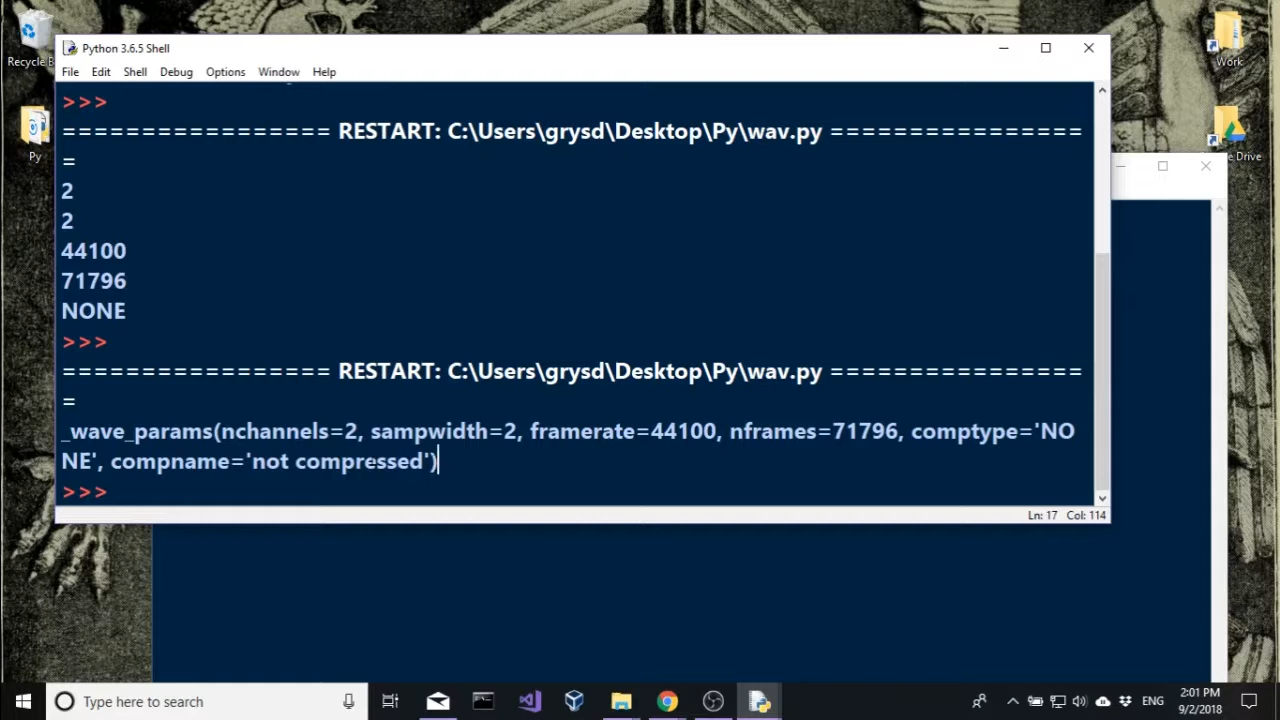 Recycle B
Py
Work
e Drive
Python 3.6.5 Shell
File Edit Shell Debug Options Window Help
>>>
================= RESTART: C:\Users\grysd\Desktop\Py\wav.py ================
=
2
2
44100
71796
NONE
>>>
================= RESTART: C:\Users\grysd\Desktop\Py\wav.py ================
=
_wave_params(nchannels=2, sampwidth=2, framerate=44100, nframes=71796, comptype='NO
NE', compname='not compressed')
>>>
Ln: 17 Col: 114
Type here to search
ENG
2:01 PM
9/2/2018